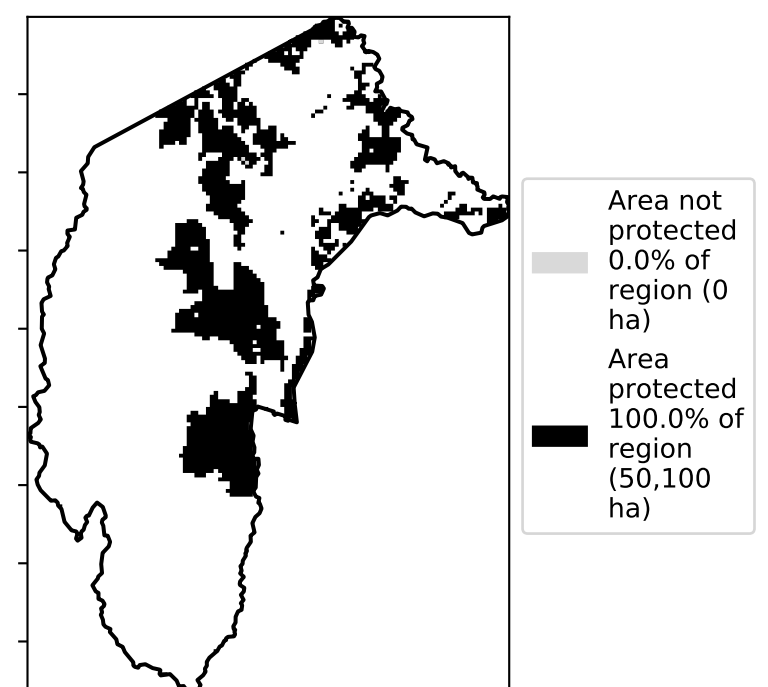 Area not
protected
0.0% of
region (0
ha)
Area
protected
100.0% of
region
(50,100
ha)